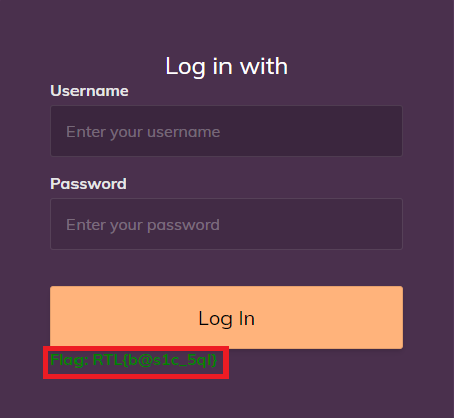 Log in with
Username
Enter your username
Password
Enter your password
Log In
Flag: RTL{b@s1c_5ql}